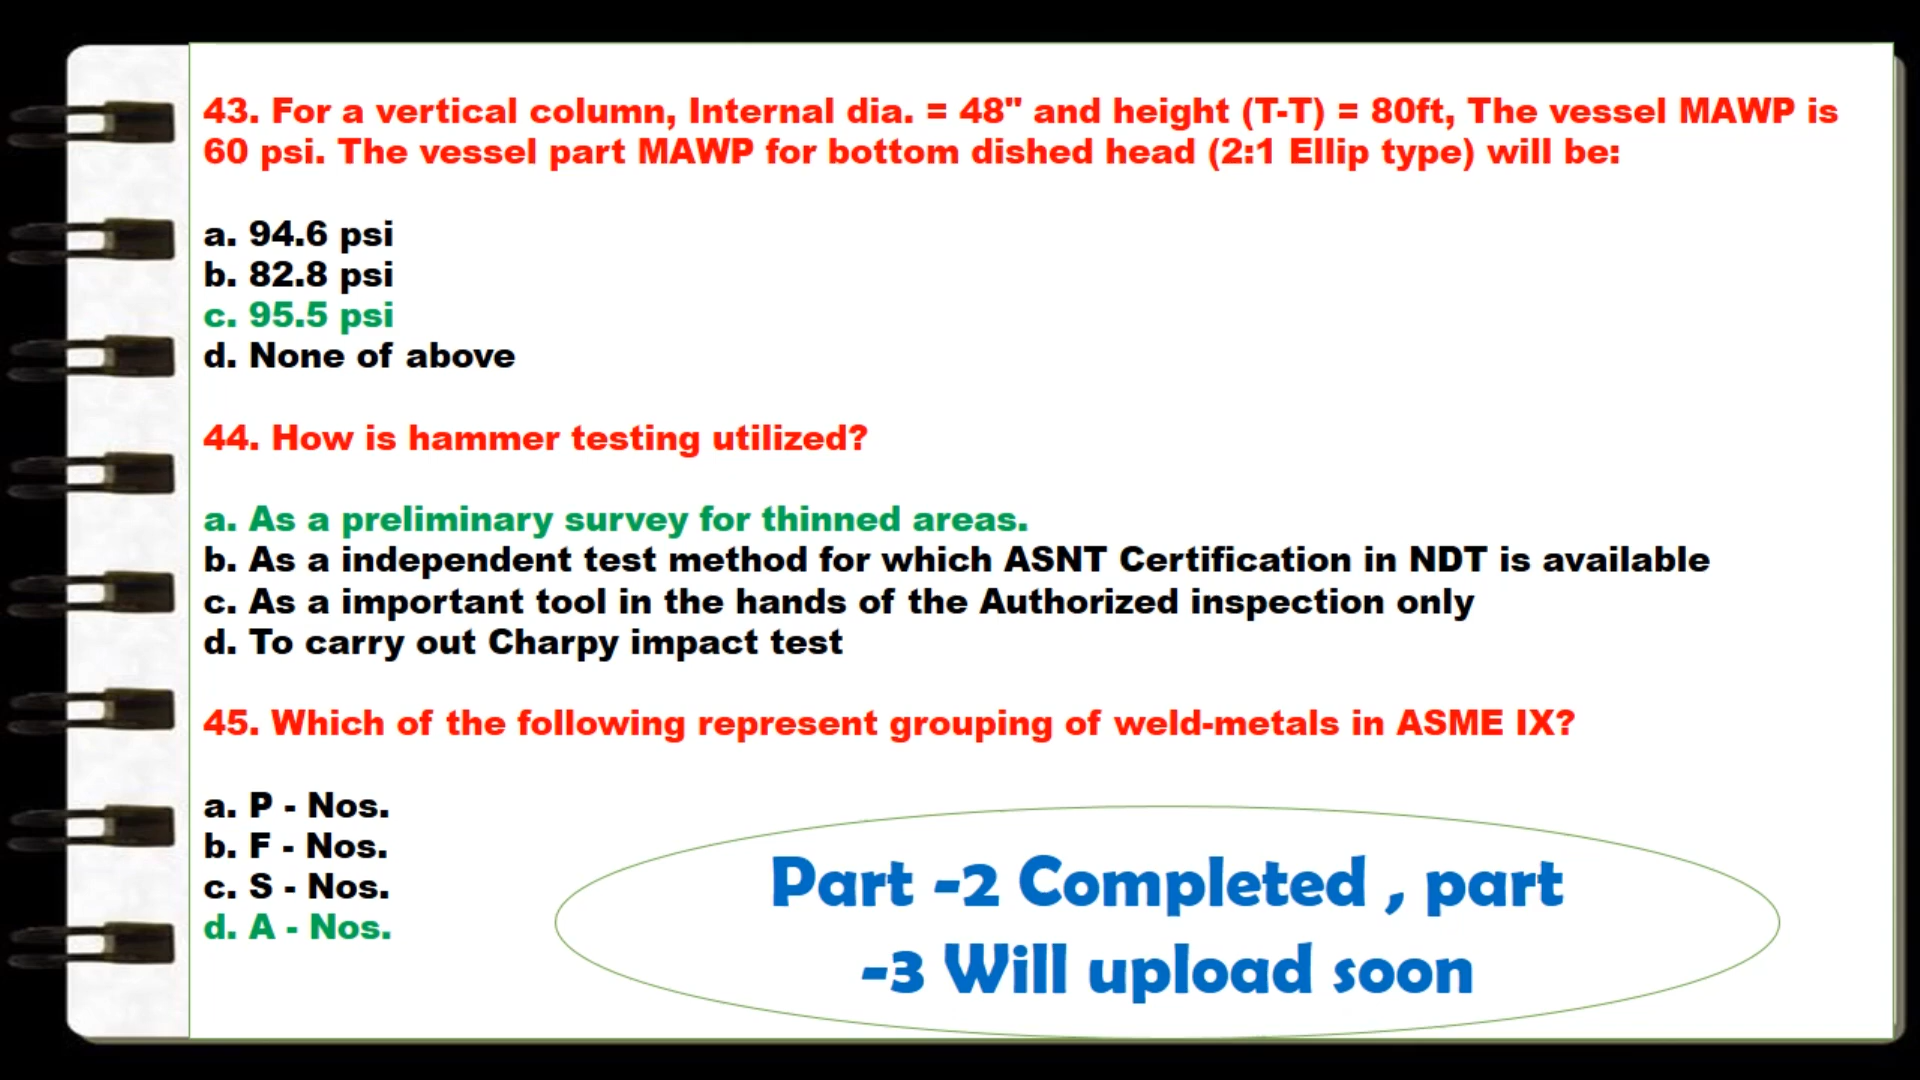 43. For a vertical column, Internal dia. = 48" and height (T-T) = 80ft, The vessel MAWP is
60 psi. The vessel part MAWP for bottom dished head (2:1 Ellip type) will be:
a. 94.6 psi
b. 82.8 psi
c. 95.5 psi
d. None of above
44. How is hammer testing utilized?
a. As a preliminary survey for thinned areas.
b. As a independent test method for which ASNT Certification in NDT is available
c. As a important tool in the hands of the Authorized inspection only
d. To carry out Charpy impact test
45. Which of the following represent grouping of weld-metals in ASME IX?
a. P - Nos.
b. F - Nos.
c. S - Nos.
d. A - Nos.
Part -2 Completed , part
-3 Will upload soon